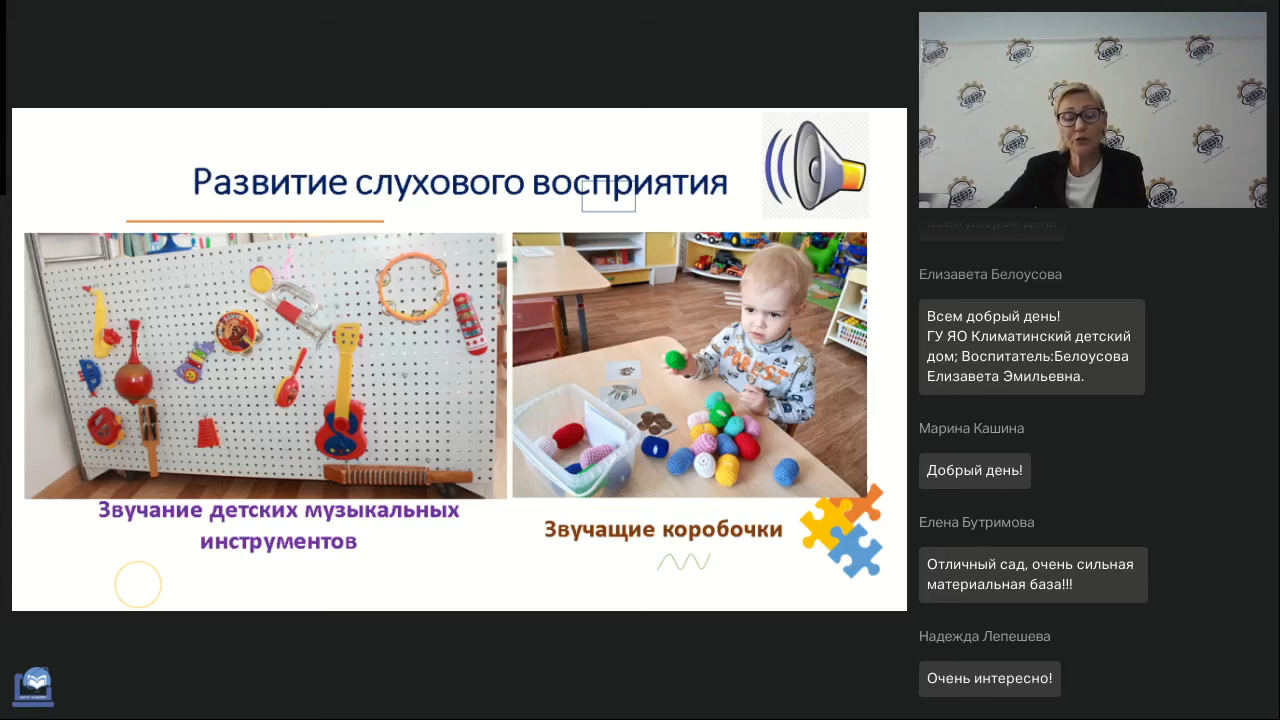 Развитие слухового восприятия
Звучание детских музыкальных
инструментов
Звучащие коробочки
Всем добрый день
Елизавета Белоусова
Всем добрый день!
ГУ ЯО Климатинский детский
дом; Воспитатель:Белоусова
Елизавета Эмильевна.
Марина Кашина
Добрый день!
Елена Бутримова
Отличный сад, очень сильная
материальная база!!!
Надежда Лепешева
Очень интересно!